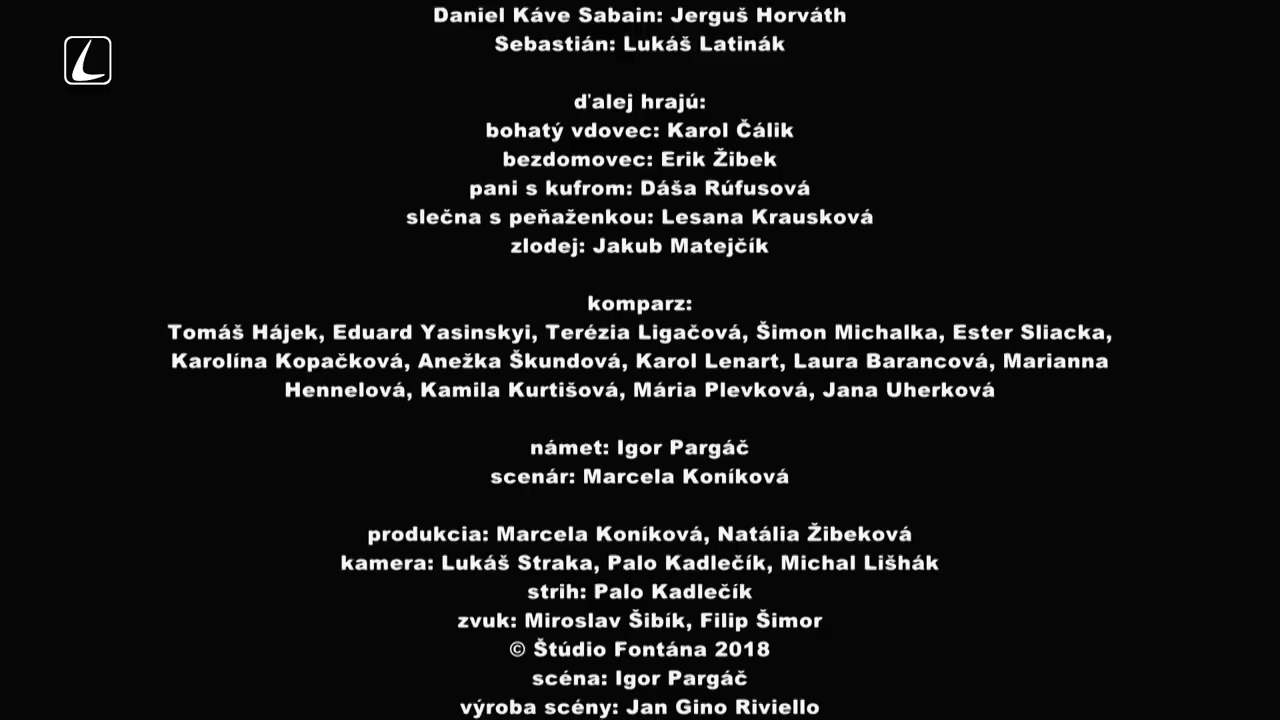 Daniel Káve Sabain: Jerguš Horváth
Sebastián: Lukáš Latinák
ďalej hrajú:
bohatý vdovec: Karol Čálik
bezdomovec: Erik Žibek
pani s kufrom: Dáša Rúfusová
slečna s peňaženkou: Lesana Krausková
zlodej: Jakub Matejčík
komparz:
Tomáš Hájek, Eduard Yasinskyi, Terézia Ligačová, Šimon Michalka, Ester Sliacka,
Karolína Kopačková, Anežka Škundová, Karol Lenart, Laura Barancová, Marianna
Hennelová, Kamila Kurtišová, Mária Plevková, Jana Uherková
námet: Igor Pargáč
scenár: Marcela Koníková
produkcia: Marcela Koníková, Natália Žibeková
kamera: Lukáš Straka, Palo Kadlečík, Michal Lišhák
strih: Palo Kadlečík
zvuk: Miroslav Šibík, Filip Šimor
© Štúdio Fontána 2018
scéna: Igor Pargáč
výroba scény: Jan Gino Riviello